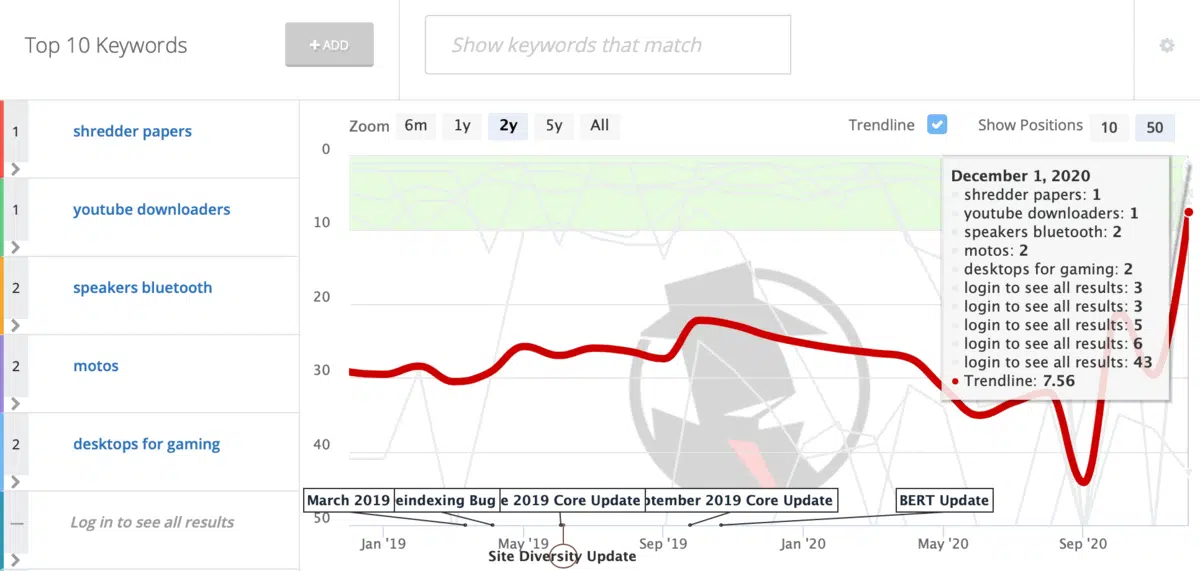 Top 10 Keywords
+ ADD
Show keywords that match
1
shredder papers
1
youtube downloaders
2
speakers bluetooth
2
motos
2
desktops for gaming
Log in to see all results
Zoom 6m 1y 2y 5y All
Trendline Show Positions 10 50
0
10
20
30
40
50
December 1, 2020
shredder papers: 1
youtube downloaders: 1
speakers bluetooth: 2
motos: 2
desktops for gaming: 2
login to see all results: 3
login to see all results: 3
login to see all results: 5
login to see all results: 6
login to see all results: 43
Trendline: 7.56
March 2019 eindexing Bug e 2019 Core Update tember 2019 Core Update BERT Update
Jan '19 May '19 Sep '19 Jan '20 May '20 Sep '20
Site Diversity Update